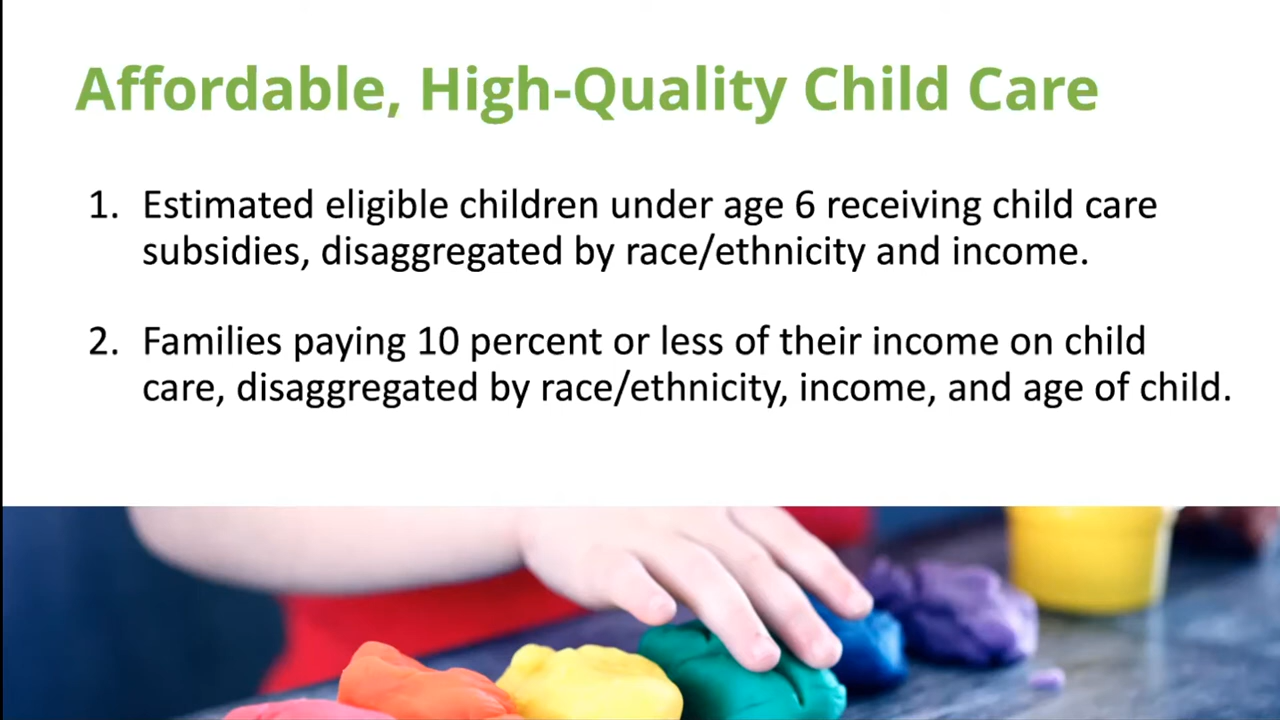 Affordable, High-Quality Child Care
1. Estimated eligible children under age 6 receiving child care
subsidies, disaggregated by race/ethnicity and income.
2. Families paying 10 percent or less of their income on child
care, disaggregated by race/ethnicity, income, and age of child.